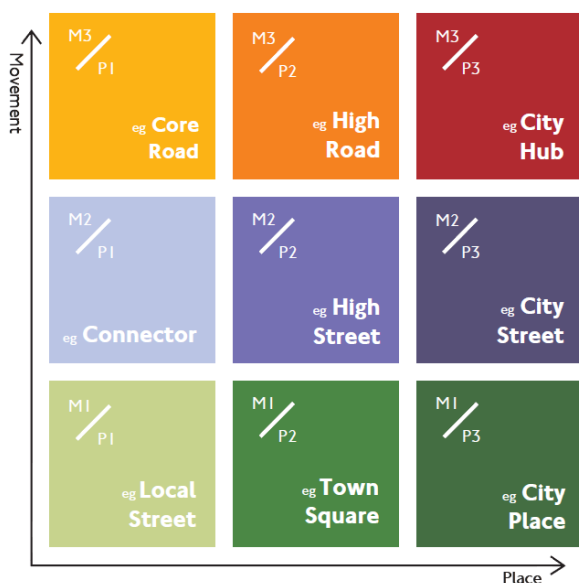 Movement
M3
P1
eg Core
Road
M3
P2
eg High
Road
M3
P3
eg City
Hub
M2
P1
eg Connector
M2
P2
eg High
Street
M2
P3
eg City
Street
M1
P1
eg Local
Street
M1
P2
eg Town
Square
M1
P3
eg City
Place
Place